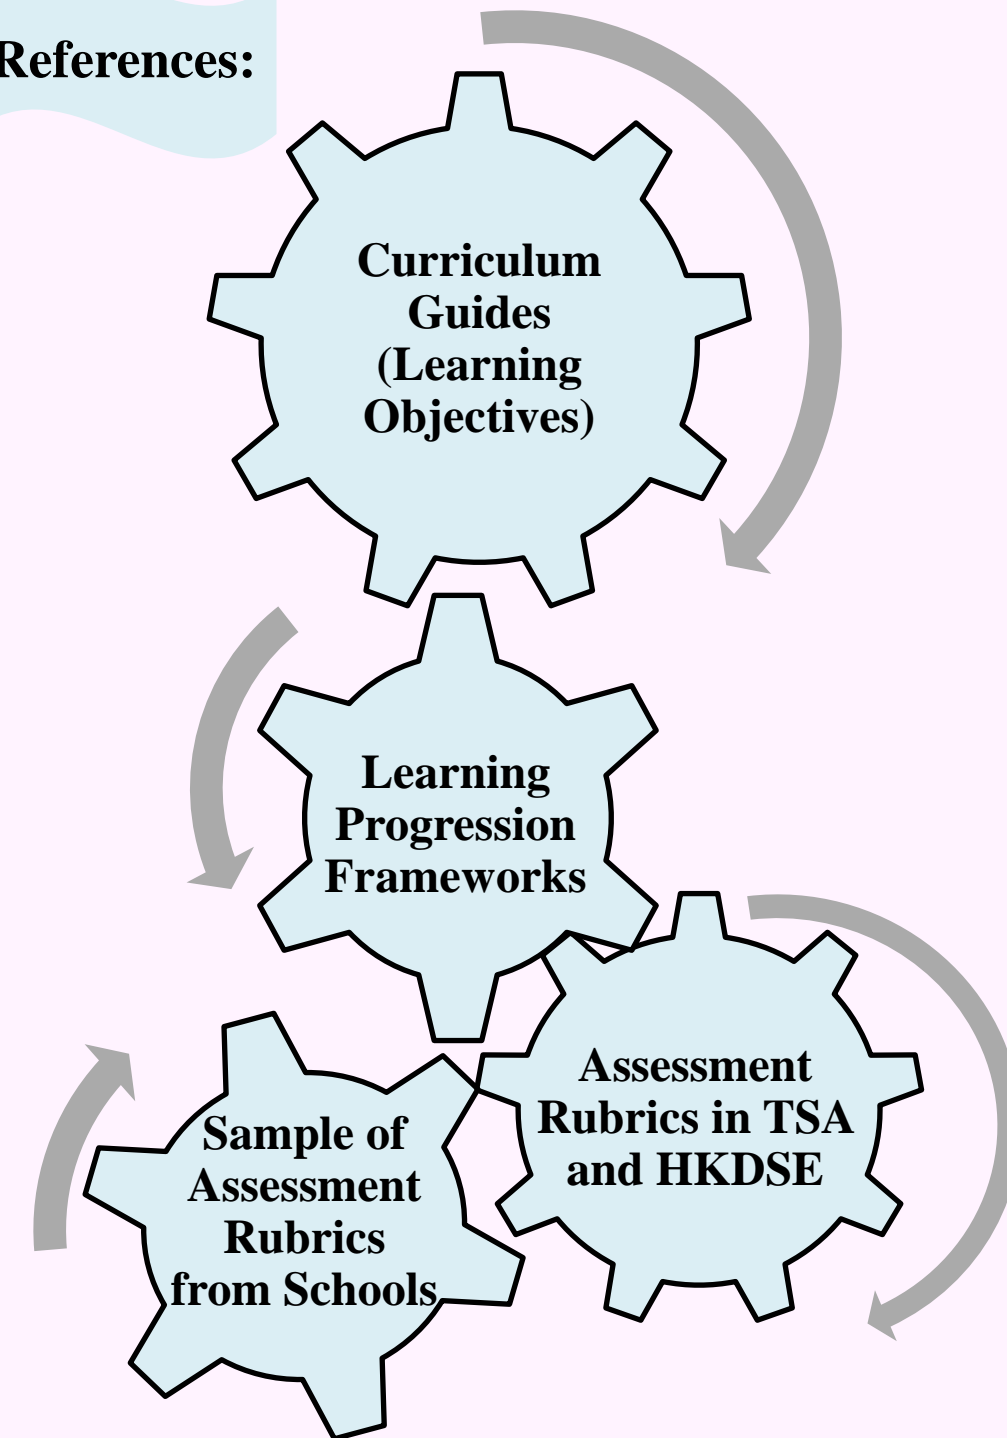 References:
Curriculum
Guides
(Learning
Objectives)
Learning
Progression
Frameworks
Assessment
Rubrics in TSA
and HKDSE
Sample of
Assessment
Rubrics
from Schools